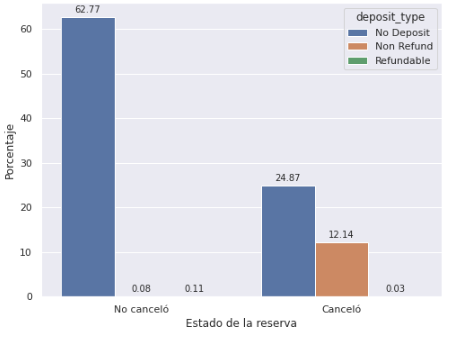 62.77
deposit_type
No Deposit
Non Refund
Refundable
60
50
40
30
20
10
0
Porcentaje
24.87
12.14
0.08
0.11
0.03
No canceló
Canceló
Estado de la reserva